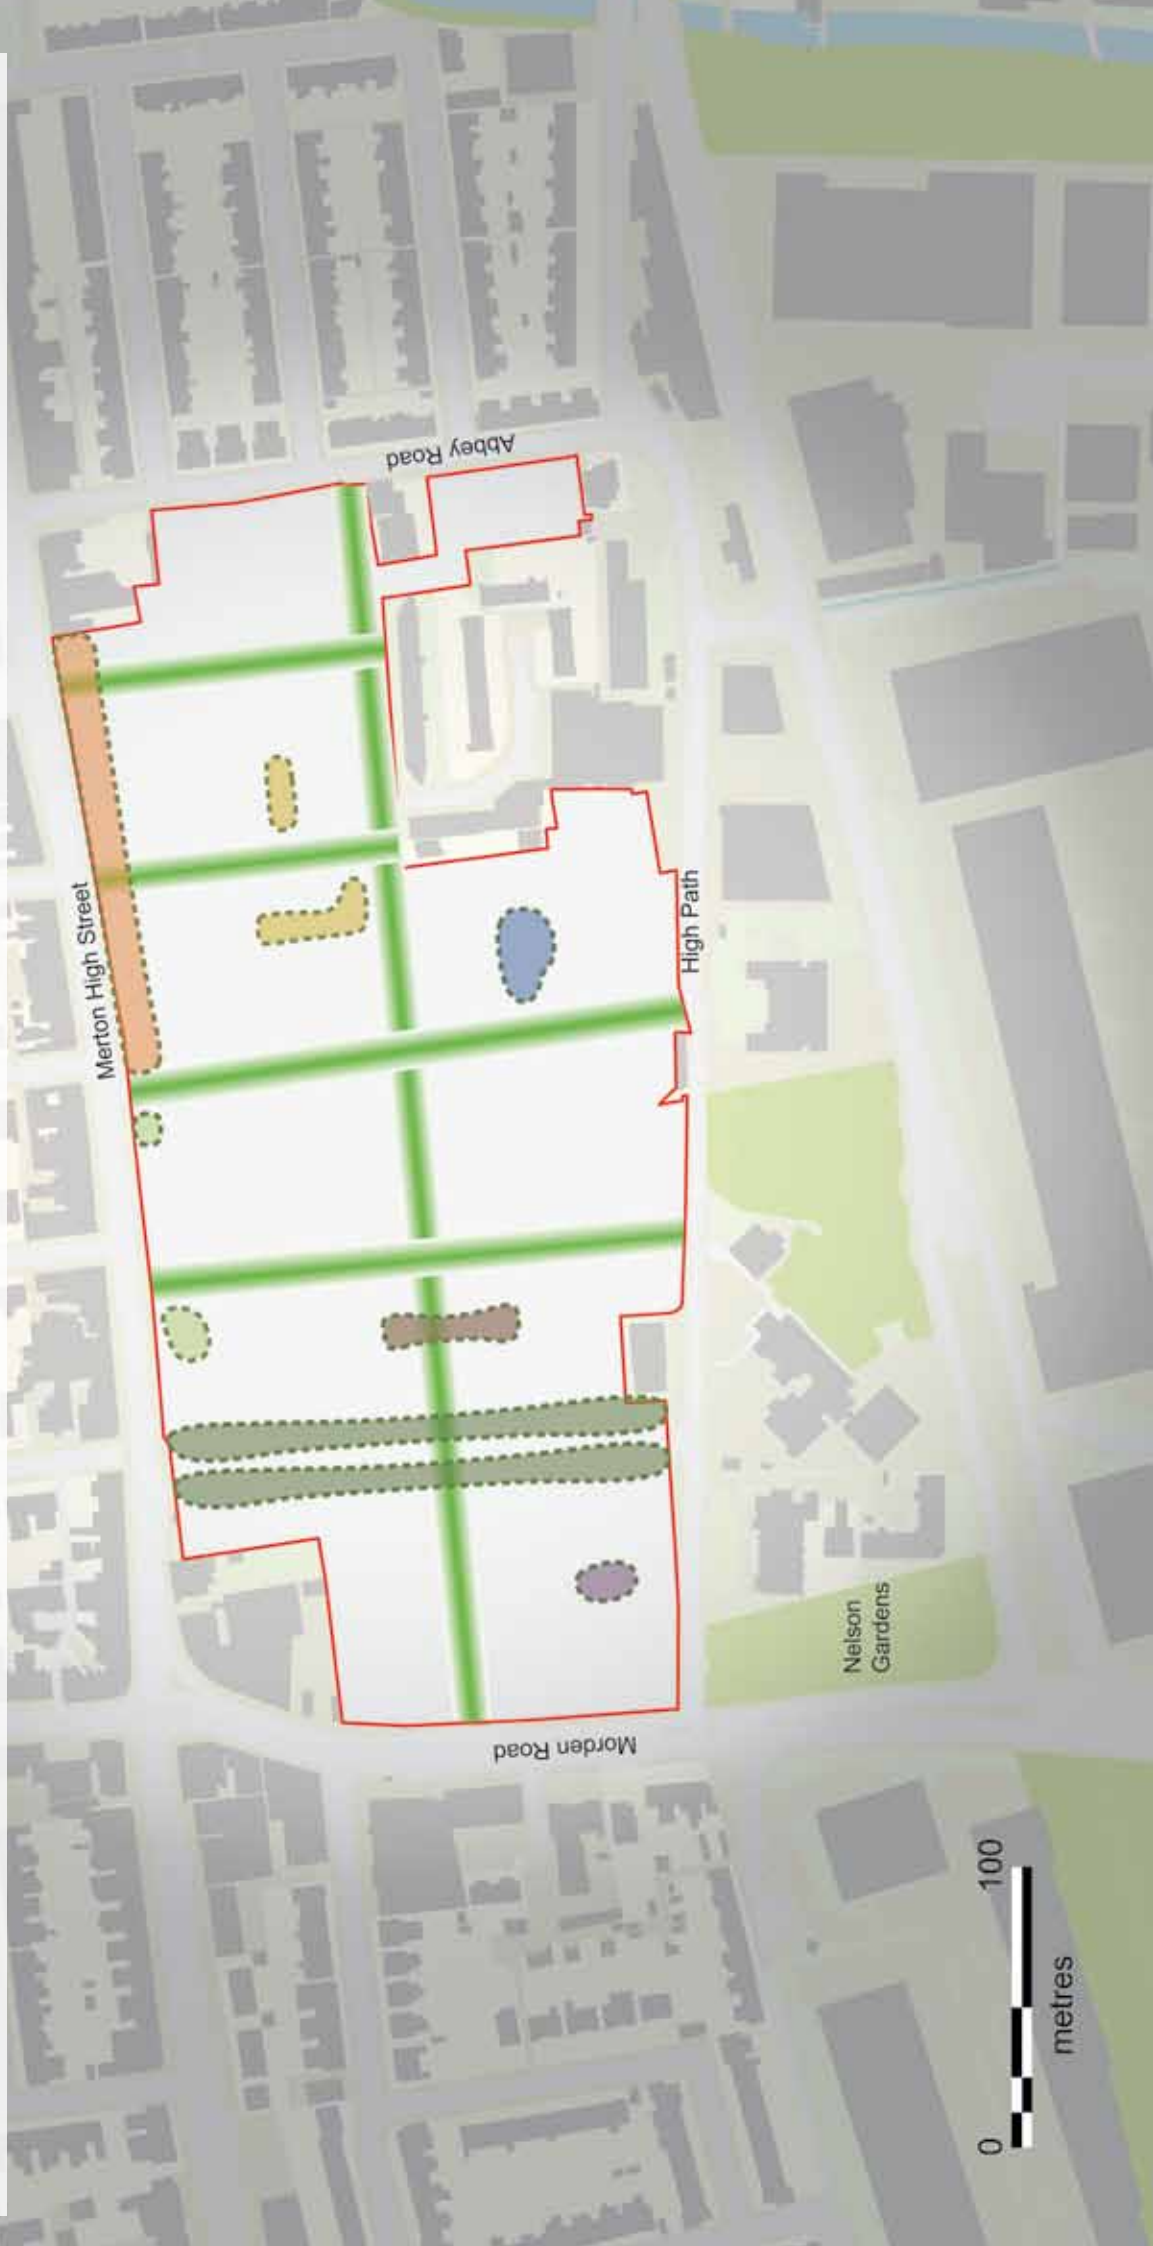 Abbey Road
Merton High Street
High Path
Nelson
Gardens
Morden Road
0 100
metres